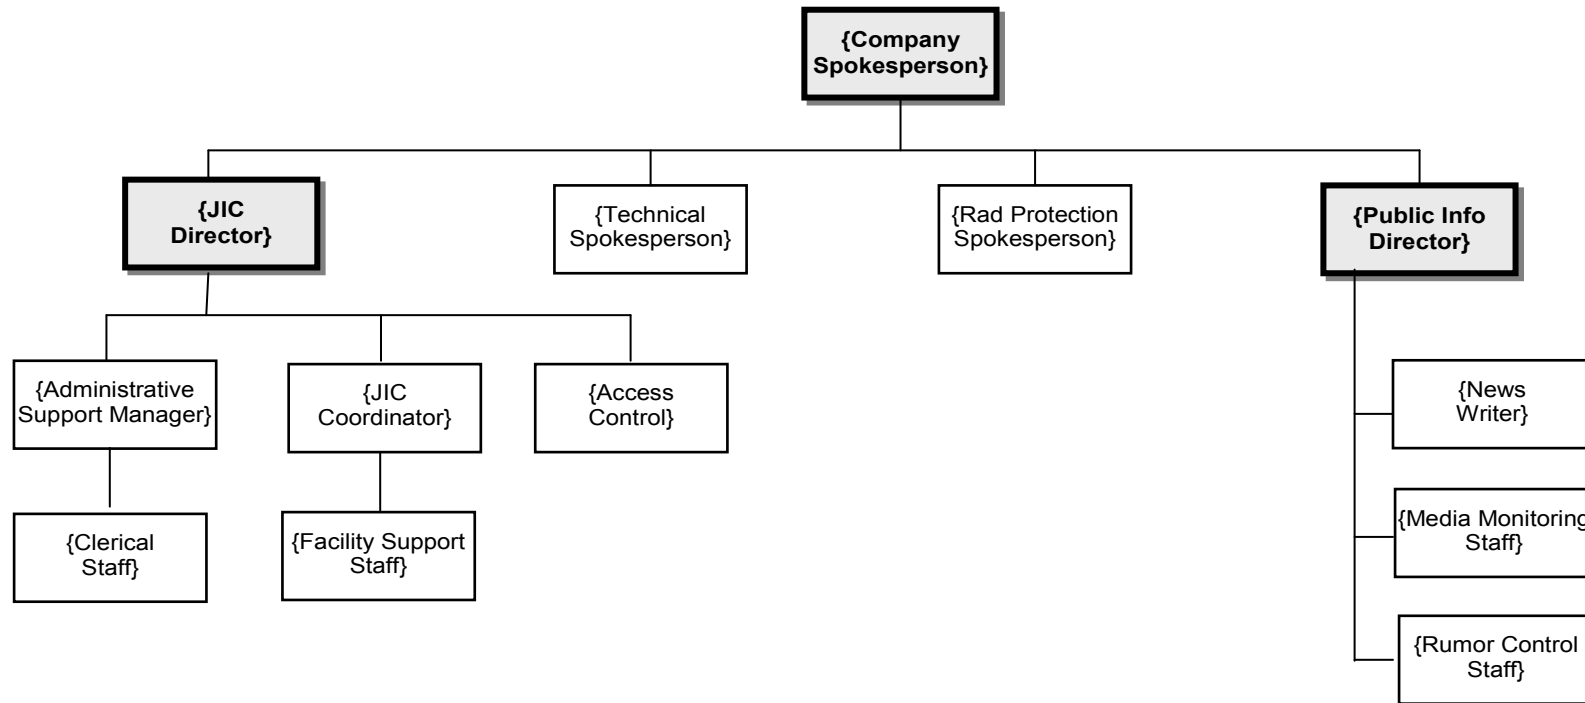 {Company
Spokesperson}
{JIC
Director}
{Technical
Spokesperson}
{Rad Protection
Spokesperson}
{Public Info
Director}
{Administrative
Support Manager}
{JIC
Coordinator}
{Access
Control}
{News
Writer}
{Clerical
Staff}
{Facility Support
Staff}
{Media Monitoring
Staff}
{Rumor Control
Staff}